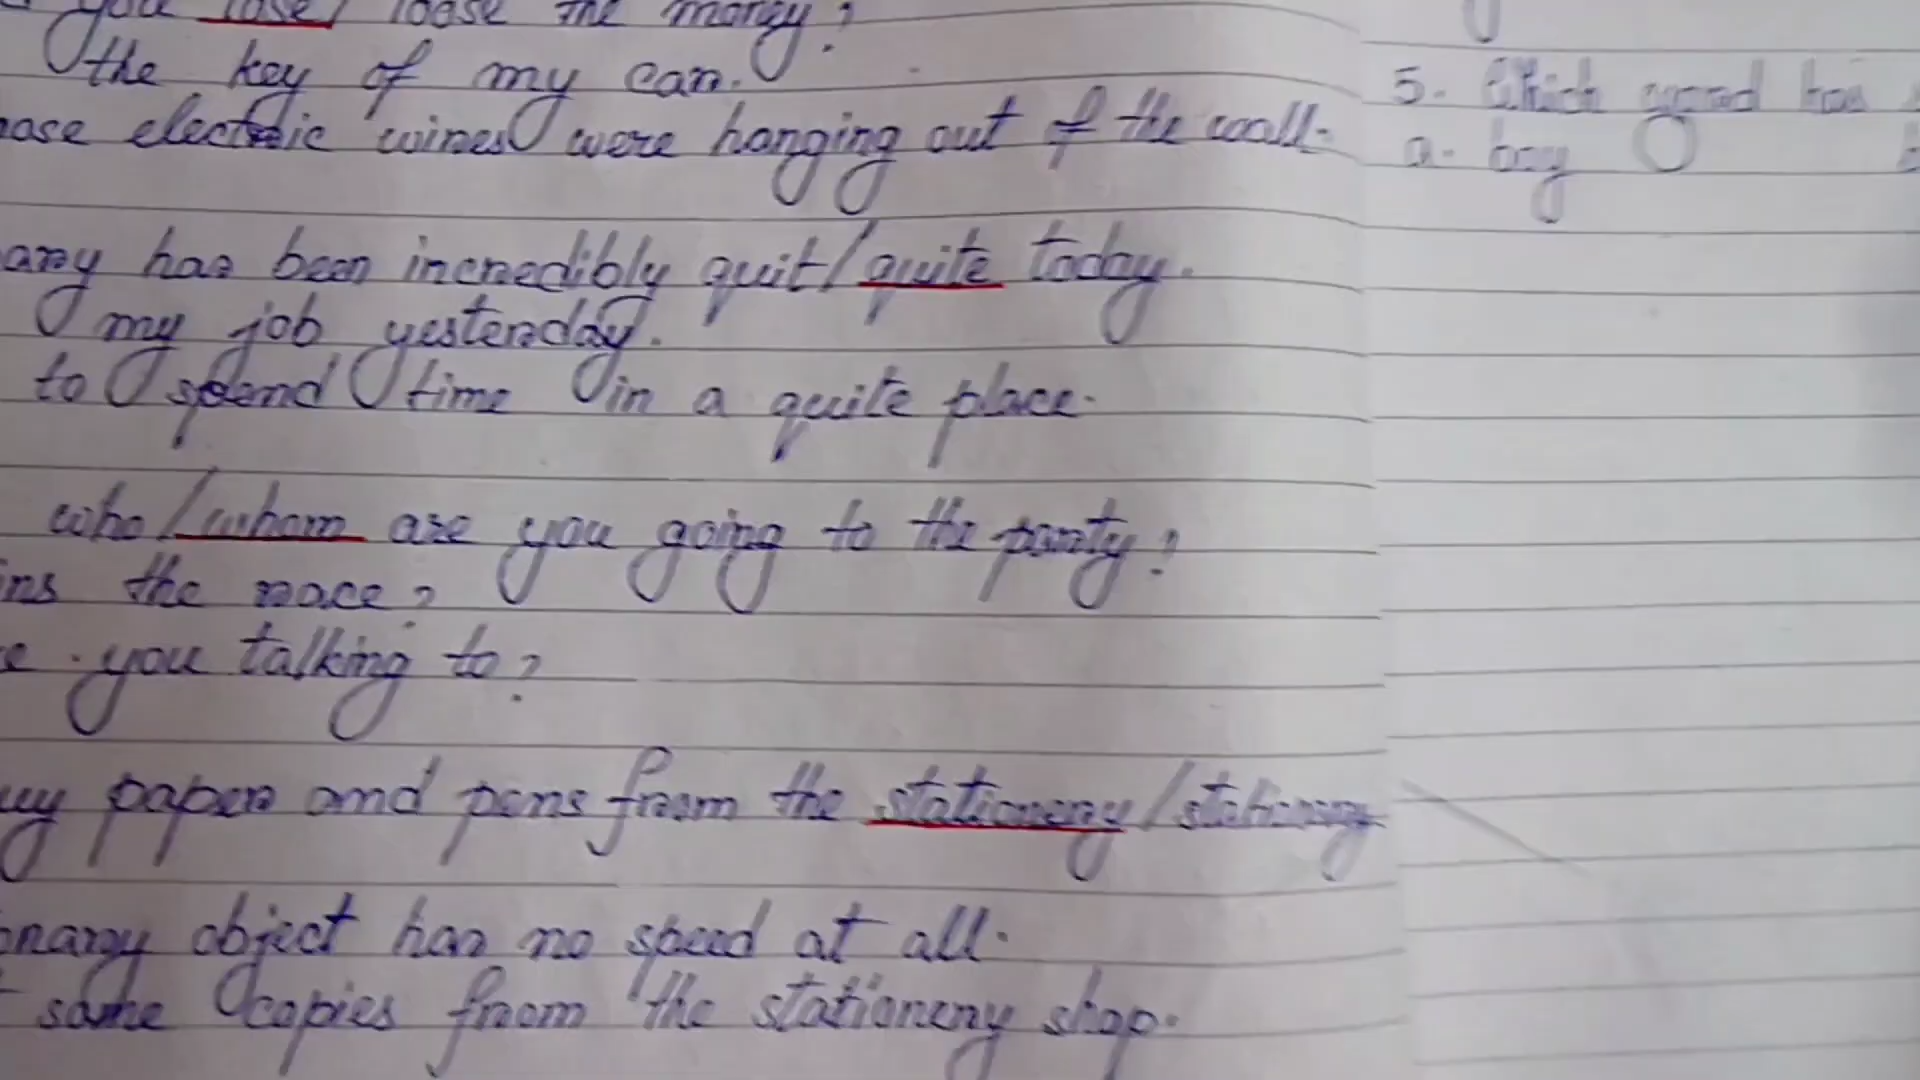 you lose/ loose the money?
the key of my car.
electric wires were hanging out of the wall.
has been incredibly quit/quite today.
my job yesterday.
to spend time in a quite place.
who/whom are you going to the party?
the race?
you talking to?
paper and pens from the stationery/stationary
object has no speed at all.
some copies from the stationery shop.
5. Which word has
a. boy